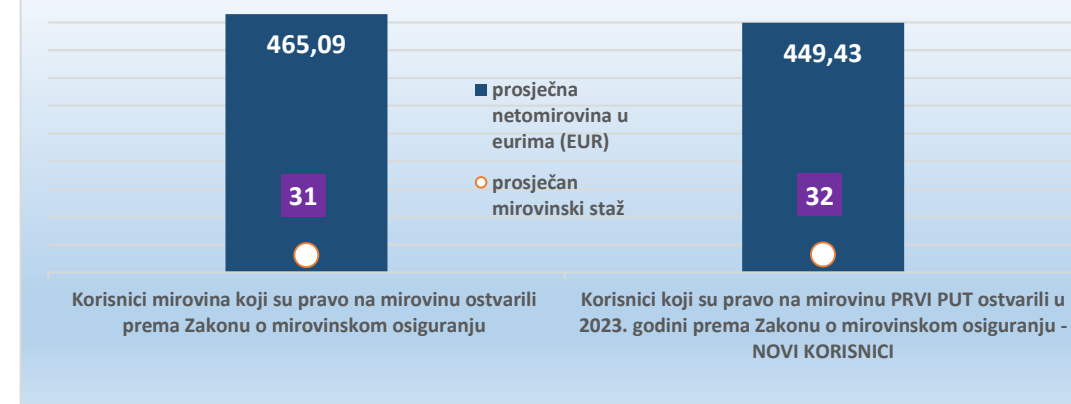 465,09
449,43
prosječna
netomirovina u
eurima (EUR)
prosječan
mirovinski staž
31
32
Korisnici mirovina koji su pravo na mirovinu ostvarili
prema Zakonu o mirovinskom osiguranju
Korisnici koji su pravo na mirovinu PRVI PUT ostvarili u
2023. godini prema Zakonu o mirovinskom osiguranju -
NOVI KORISNICI